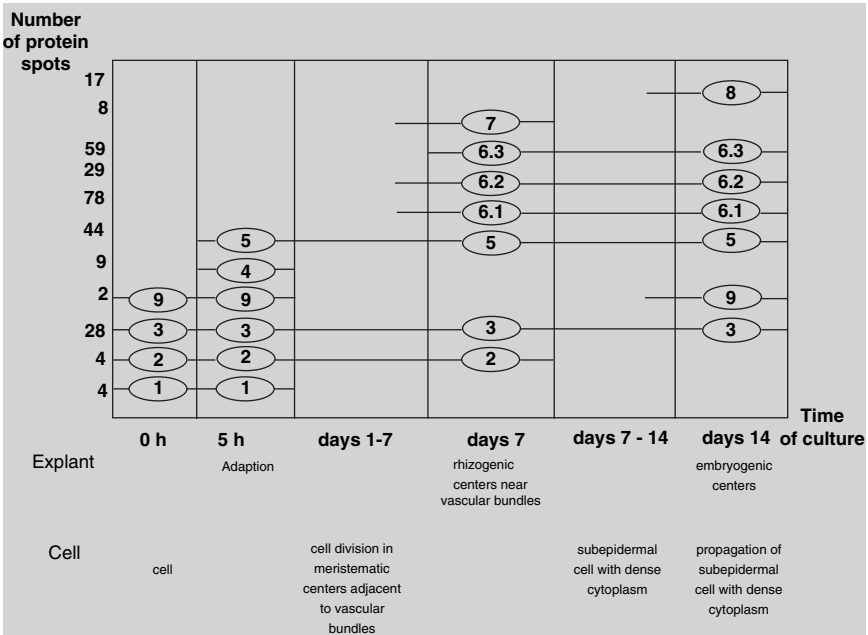 Number
of protein
spots
17
8
8
7
59
6.3 6.3
29
6.2 6.2
78
6.1 6.1
44
5 5 5
9
4
2
9 9 9
28
3 3 3 3
4
2 2 2
4
1 1
Time
of culture
0 h 5 h days 1-7 days 7 days 7 - 14 days 14
Explant
Adaption
rhizogenic
centers near
vascular bundles
embryogenic
centers
Cell
cell
cell division in
meristematic
centers adjacent
to vascular
bundles
subepidermal
cell with dense
cytoplasm
propagation of
subepidermal
cell with dense
cytoplasm